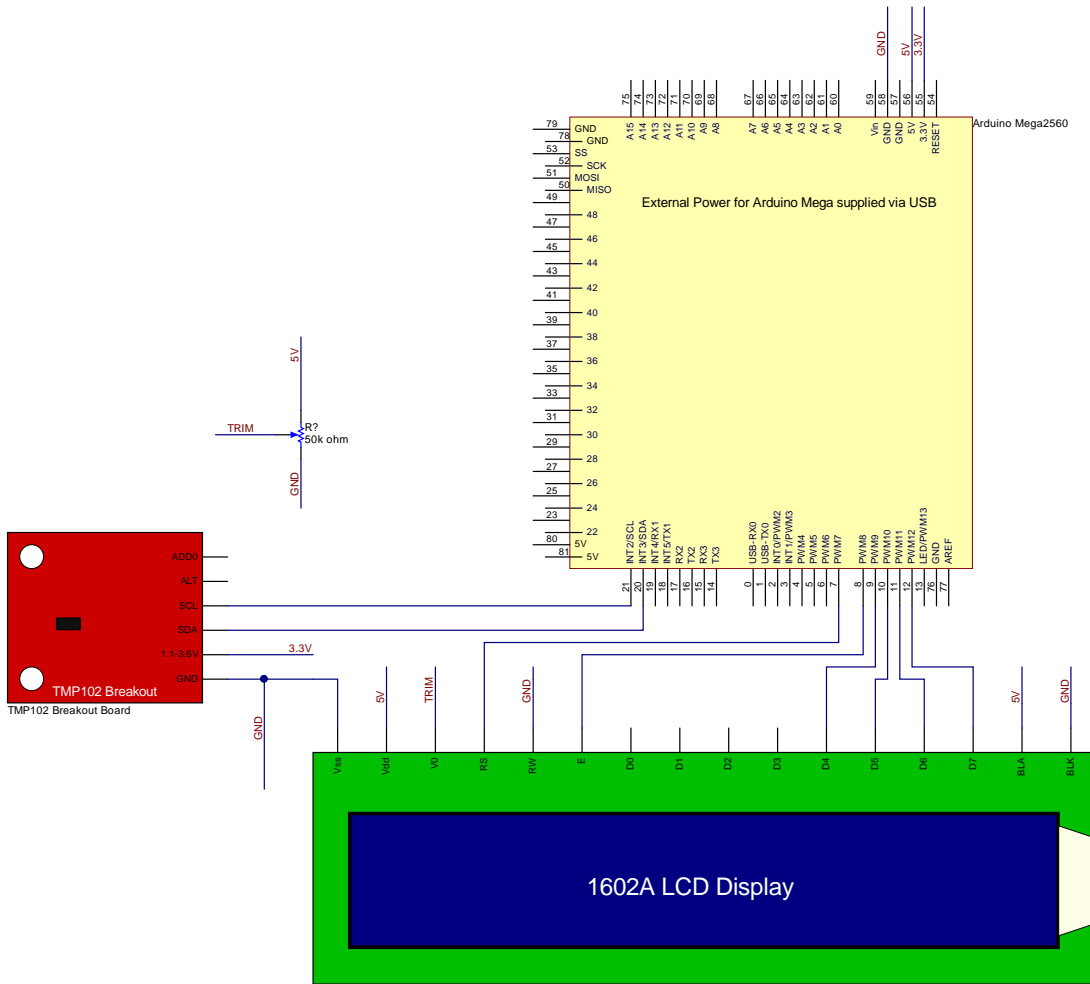 GND
5V
3.3V
75
74
73
72
71
70
69
68
67
66
65
64
63
62
61
60
59
58
57
56
55
54
A15
A14
A13
A12
A11
A10
A9
A8
A7
A6
A5
A4
A3
A2
A1
A0
Vin
GND
GND
5V
3.3V
RESET
Arduino Mega2560
External Power for Arduino Mega supplied via USB
79 GND
78 GND
53 SS
52 SCK
51 MOSI
50 MISO
49
48
47
46
45
44
43
42
41
40
39
38
37
36
35
34
33
32
31
30
29
28
27
26
25
24
23
22
80 5V
81 5V
INT2/SCL
INT3/SDA
INT4/RX1
INT5/TX1
RX2
TX2
RX3
TX3
USB-RX0
USB-TX0
INT0/PWM2
INT1/PWM3
PWM4
PWM5
PWM6
PWM7
PWM8
PWM9
PWM10
PWM11
PWM12
LED/PWM13
GND
AREF
21
20
19
18
17
16
15
14
0
1
2
3
4
5
6
7
8
9
10
11
12
13
76
77
5V
TRIM
R?
50k ohm
GND
ADD0
ALT
SCL
SDA
1.1-3.6V
GND
TMP102 Breakout
TMP102 Breakout Board
3.3V
GND
5V
TRIM
GND
5V
GND
Vss
Vdd
V0
RS
RW
E
D0
D1
D2
D3
D4
D5
D6
D7
BLA
BLK
1602A LCD Display